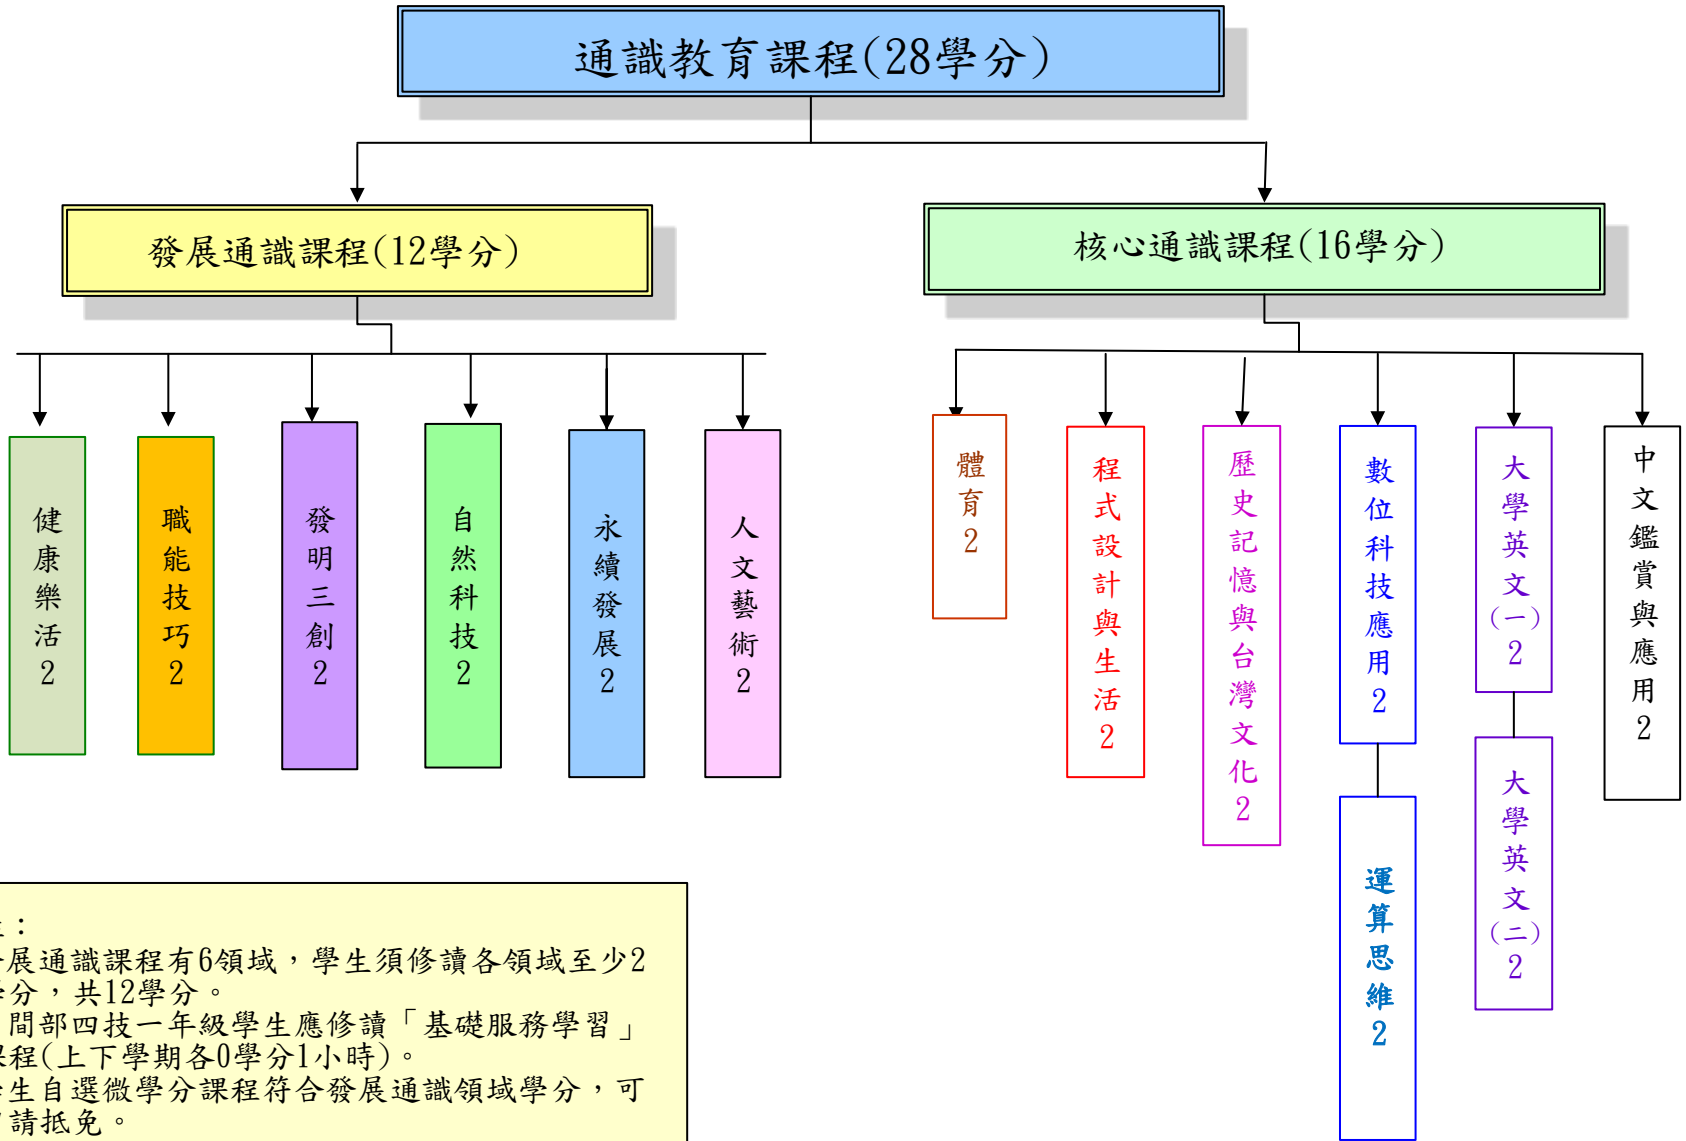 通識教育課程(28學分)
發展通識課程(12學分)
核心通識課程(16學分)
健康樂活2
職能技巧2
發明三創2
自然科技2
永續發展2
人文藝術2
體育2
程式設計與生活2
歷史記憶與台灣文化2
數位科技應用2
大學英文(一)2
中文鑑賞與應用2
運算思維2
大學英文(二)2
：
展通識課程有6領域，學生須修讀各領域至少2
學分，共12學分。
間部四技一年級學生應修讀「基礎服務學習」
課程(上下學期各0學分1小時)。
學生自選微學分課程符合發展通識領域學分，可
請抵免。